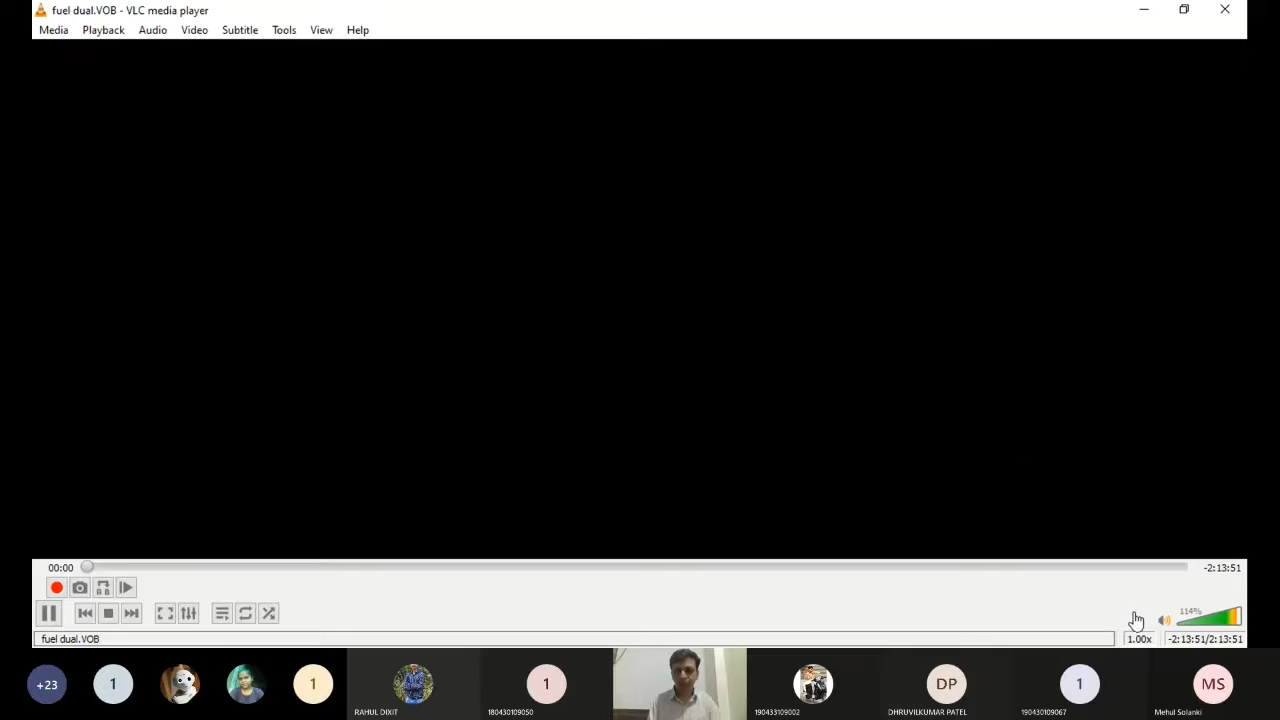 fuel dual.VOB - VLC media player
Media Playback Audio Video Subtitle Tools View Help
00:00 -2:13:51
114%
fuel dual.VOB 1.00x -2:13:51/2:13:51
+23 1 1 1 DP 1 MS
RAHUL DIXIT 180430109050 190433109002 DHRUVILKUMAR PATEL 190430109067 Mehul Solanki